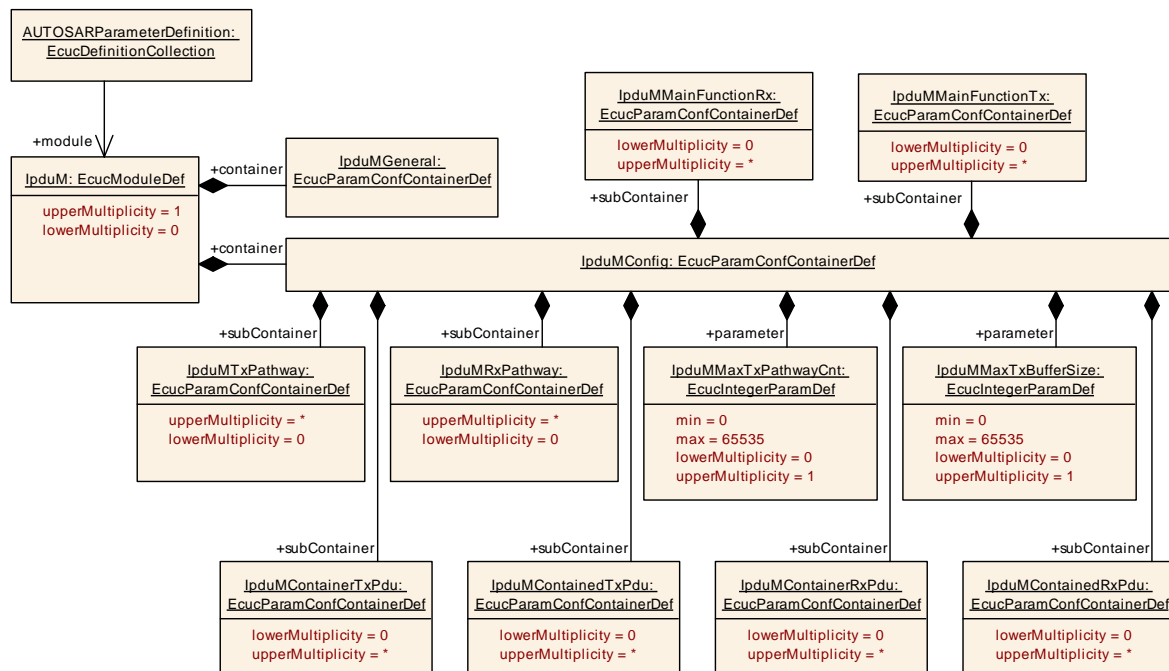 AUTOSARParameterDefinition:
EcucDefinitionCollection
+module
IpduM: EcucModuleDef
upperMultiplicity = 1
lowerMultiplicity = 0
+container
IpduMGeneral:
EcucParamConfContainerDef
+container
IpduMMainFunctionRx:
EcucParamConfContainerDef
lowerMultiplicity = 0
upperMultiplicity = *
+subContainer
IpduMMainFunctionTx:
EcucParamConfContainerDef
lowerMultiplicity = 0
upperMultiplicity = *
+subContainer
IpduMConfig: EcucParamConfContainerDef
+subContainer
IpduMTxPathway:
EcucParamConfContainerDef
upperMultiplicity = *
lowerMultiplicity = 0
+subContainer
IpduMRxPathway:
EcucParamConfContainerDef
upperMultiplicity = *
lowerMultiplicity = 0
+parameter
IpduMMaxTxPathwayCnt:
EcucIntegerParamDef
min = 0
max = 65535
lowerMultiplicity = 0
upperMultiplicity = 1
+parameter
IpduMMaxTxBufferSize:
EcucIntegerParamDef
min = 0
max = 65535
lowerMultiplicity = 0
upperMultiplicity = 1
+subContainer
IpduMContainerTxPdu:
EcucParamConfContainerDef
lowerMultiplicity = 0
upperMultiplicity = *
+subContainer
IpduMContainedTxPdu:
EcucParamConfContainerDef
lowerMultiplicity = 0
upperMultiplicity = *
+subContainer
IpduMContainerRxPdu:
EcucParamConfContainerDef
lowerMultiplicity = 0
upperMultiplicity = *
+subContainer
IpduMContainedRxPdu:
EcucParamConfContainerDef
lowerMultiplicity = 0
upperMultiplicity = *